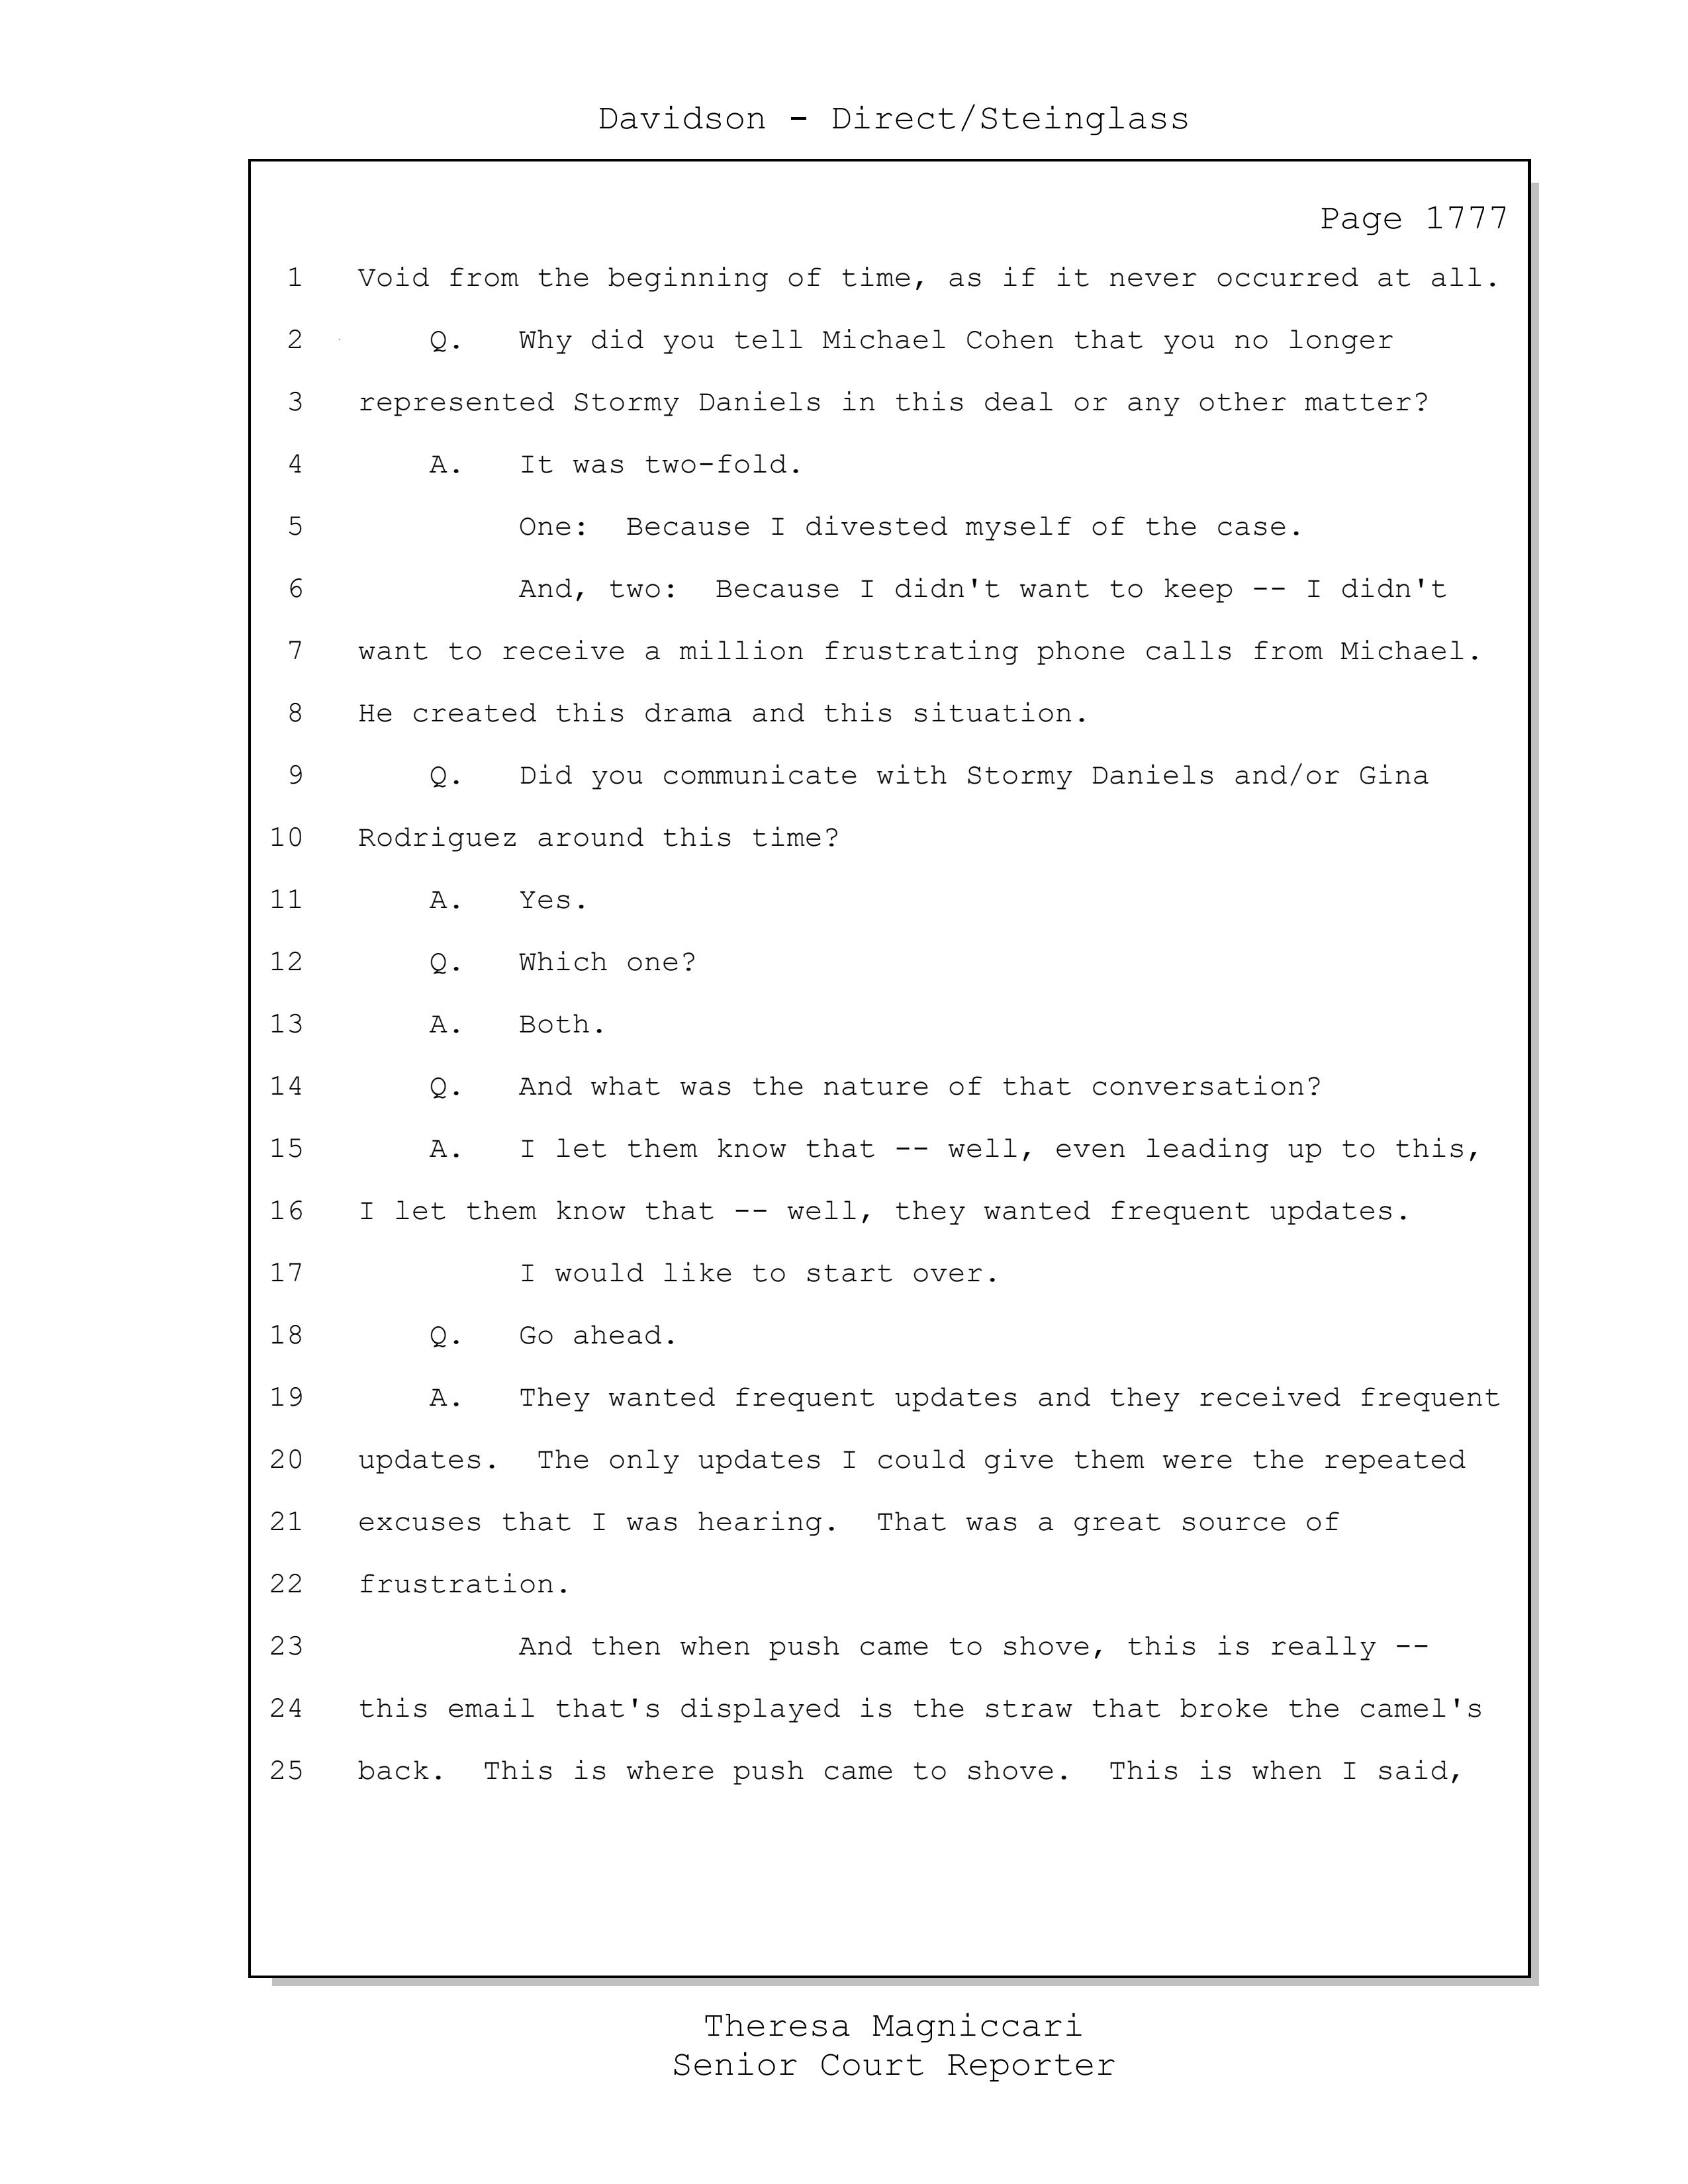 Davidson - Direct/Steinglass
Page 1777
1 Void from the beginning of time, as if it never occurred at all.
2 Q. Why did you tell Michael Cohen that you no longer
3 represented Stormy Daniels in this deal or any other matter?
4 A. It was two-fold.
5 One: Because I divested myself of the case.
6 And, two: Because I didn't want to keep -- I didn't
7 want to receive a million frustrating phone calls from Michael.
8 He created this drama and this situation.
9 Q. Did you communicate with Stormy Daniels and/or Gina
10 Rodriguez around this time?
11 A. Yes.
12 Q. Which one?
13 A. Both.
14 Q. And what was the nature of that conversation?
15 A. I let them know that -- well, even leading up to this,
16 I let them know that -- well, they wanted frequent updates.
17 I would like to start over.
18 Q. Go ahead.
19 A. They wanted frequent updates and they received frequent
20 updates. The only updates I could give them were the repeated
21 excuses that I was hearing. That was a great source of
22 frustration.
23 And then when push came to shove, this is really --
24 this email that's displayed is the straw that broke the camel's
25 back. This is where push came to shove. This is when I said,
Theresa Magniccari
Senior Court Reporter